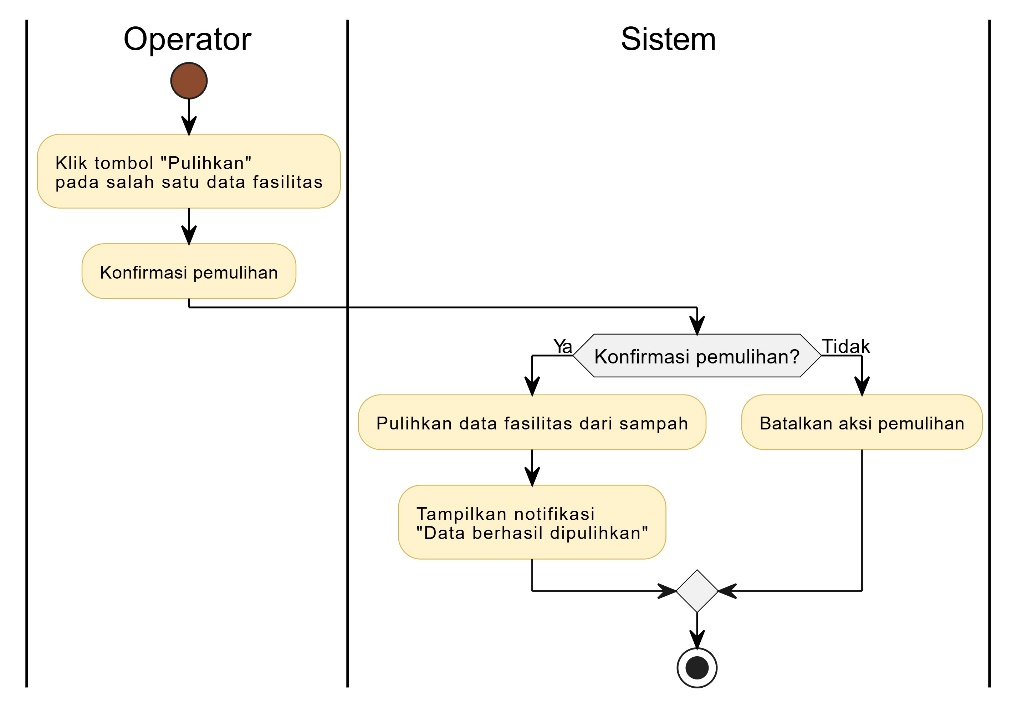 Operator
Sistem
Klik tombol "Pulihkan"
pada salah satu data fasilitas
Konfirmasi pemulihan
Ya
Konfirmasi pemulihan?
Tidak
Pulihkan data fasilitas dari sampah
Batalkan aksi pemulihan
Tampilkan notifikasi
"Data berhasil dipulihkan"